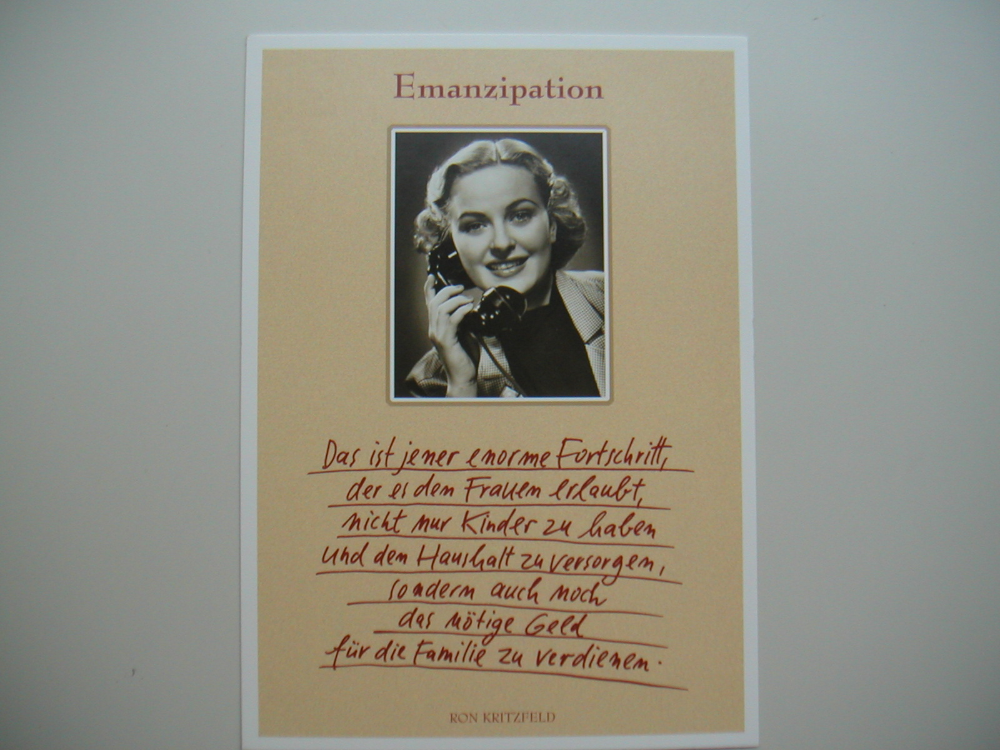 Emanzipation
Das ist jener enorme Fortschritt,
der es den Frauen erlaubt,
nicht nur Kinder zu haben
und den Haushalt zu versorgen,
sondern auch noch
das nötige Geld
für die Familie zu verdienen.
RON KRITZFELD